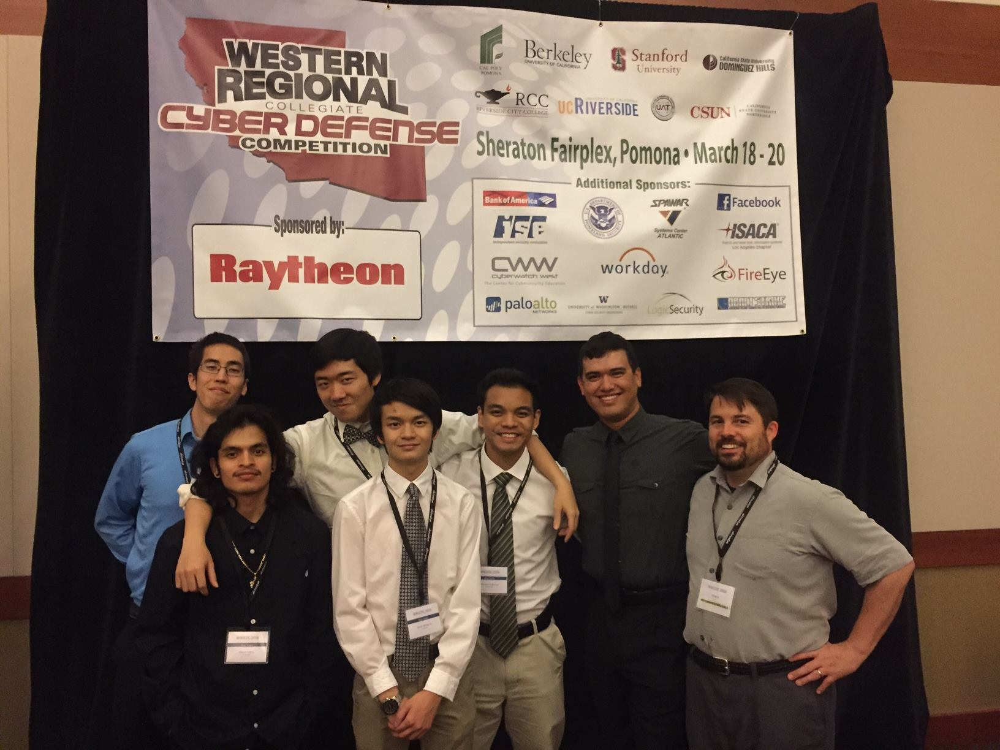 WESTERN
REGIONAL
COLLEGIATE
CYBER DEFENSE
COMPETITION
Sponsored by:
Raytheon
CAL POLY
POMONA
Berkeley
UNIVERSITY OF CALIFORNIA
Stanford
University
California State University
DOMINGUEZ HILLS
RCC
RIVERSIDE CITY COLLEGE
UNIVERSITY OF CALIFORNIA
UCRIVERSIDE
UAT
CSUN
CALIFORNIA
STATE UNIVERSITY
NORTHRIDGE
Sheraton Fairplex, Pomona • March 18 - 20
Additional Sponsors:
Bank of America
U.S. DEPARTMENT OF
HOMELAND SECURITY
SPAWAR
Systems Center
ATLANTIC
f Facebook
ise
independent security evaluators
ISACA
Los Angeles Chapter
CWW
cyberwatch west
The Center for Cybersecurity Education
workday
FireEye
paloalto
NETWORKS
W
UNIVERSITY of WASHINGTON BOTHELL
LogicSecurity